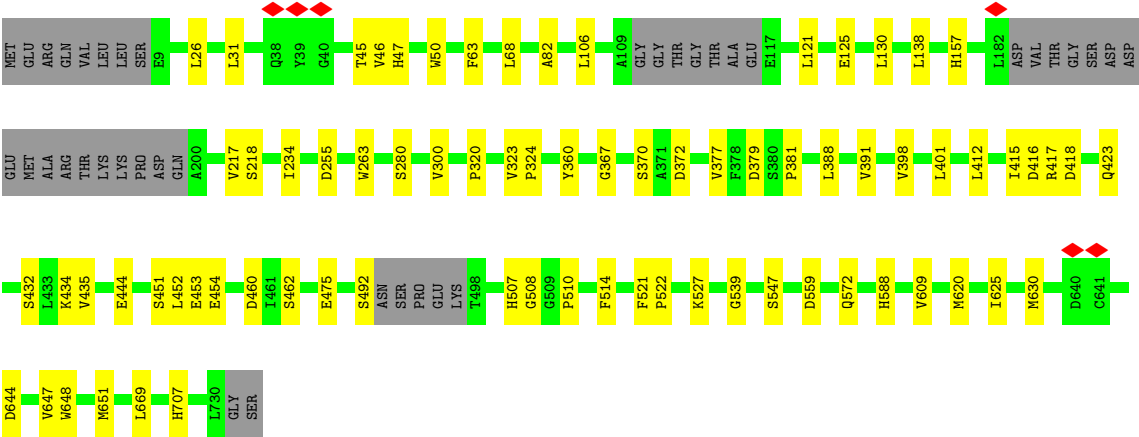 MET GLU ARG GLN VAL LEU LEU SER E9 L26 L31 Q38 Y39 G40 T45 V46 H47 W50 F63 L68 A82 L106 A109 GLY GLY THR GLY THR ALA GLU E117 L121 E125 L130 L138 H157 L182 ASP VAL THR GLY SER ASP ASP
GLU MET ALA ARG THR LYS LYS PRO ASP GLN A200 V217 S218 I234 D255 W263 S280 V300 P320 V323 P324 Y360 G367 S370 A371 D372 V377 F378 D379 S380 P381 L388 V391 V398 L401 L412 I415 D416 R417 D418 Q423
S432 L433 K434 V435 E444 S451 L452 E453 E454 D460 I461 S462 E475 S492 ASN SER PRO GLU LYS T498 H507 G508 G509 P510 F514 F521 P522 K527 G539 S547 D559 Q572 H588 V609 M620 I625 M630 D640 C641
D644 V647 W648 M651 L669 H707 L730 GLY SER